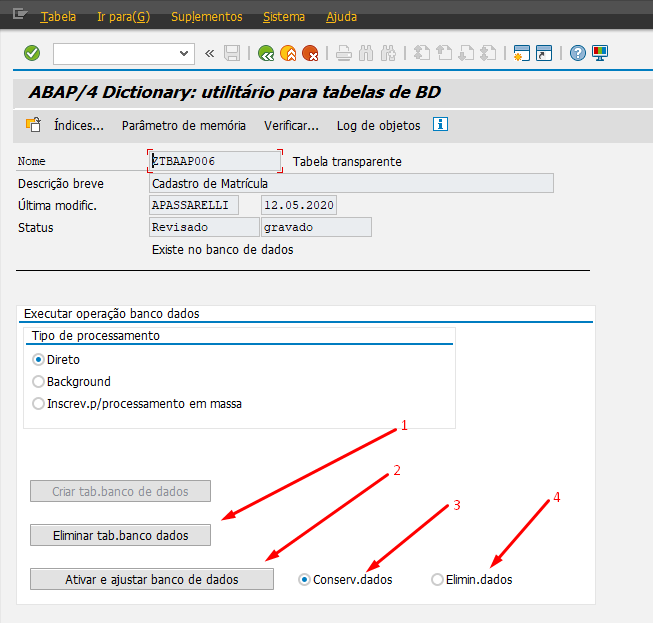 Tabela Ir para(G) Suplementos Sistema Ajuda
ABAP/4 Dictionary: utilitário para tabelas de BD
Índices... Parâmetro de memória Verificar... Log de objetos
Nome ZTBAAP006 Tabela transparente
Descrição breve Cadastro de Matrícula
Última modific. APASSARELLI 12.05.2020
Status Revisado gravado
Existe no banco de dados
Executar operação banco dados
Tipo de processamento
Direto
Background
Inscrev.p/processamento em massa
1
2
3
4
Criar tab.banco de dados
Eliminar tab.banco dados
Ativar e ajustar banco de dados Conserv.dados Elimin.dados